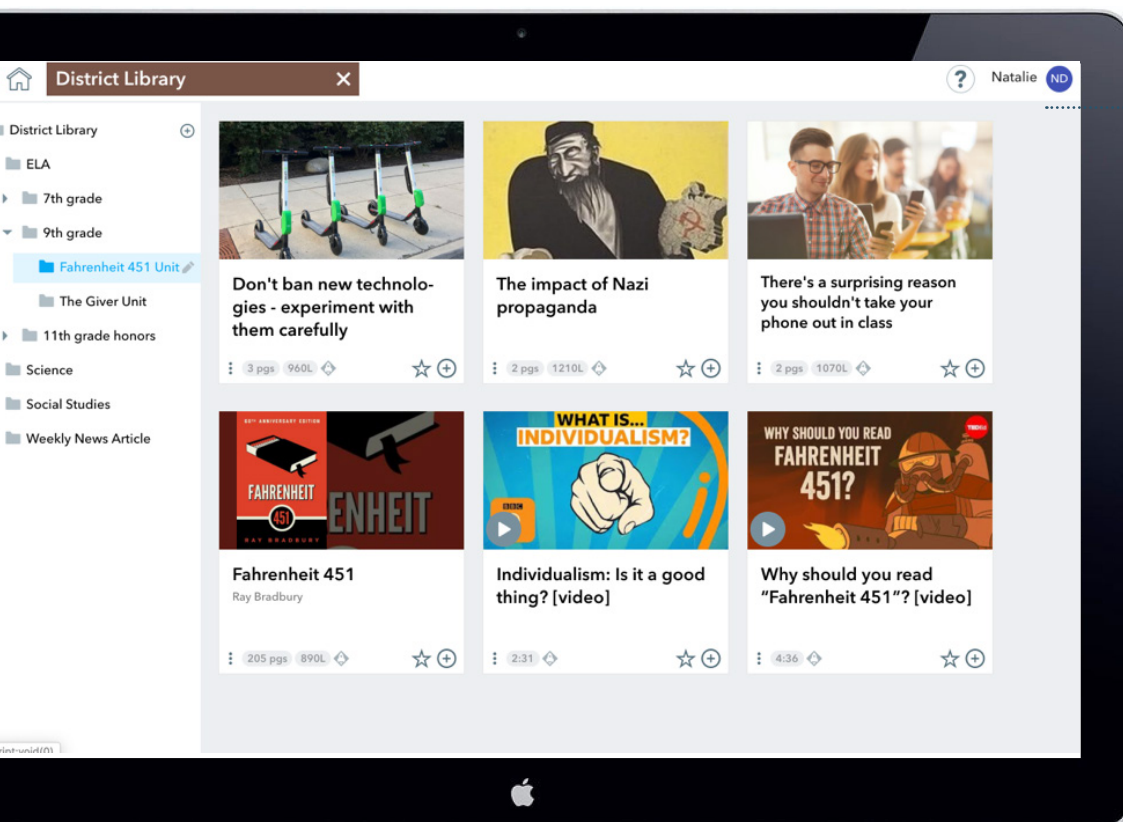 District Library ✕
? Natalie ND
District Library
ELA
7th grade
9th grade
Fahrenheit 451 Unit
The Giver Unit
11th grade honors
Science
Social Studies
Weekly News Article
Don't ban new technolo-
gies - experiment with
them carefully
3 pgs 960L
The impact of Nazi
propaganda
2 pgs 1210L
There's a surprising reason
you shouldn't take your
phone out in class
2 pgs 1070L
60TH ANNIVERSARY EDITION
FAHRENHEIT
451
RAY BRADBURY
ENHEIT
Fahrenheit 451
Ray Bradbury
205 pgs 890L
WHAT IS...
INDIVIDUALISM?
Individualism: Is it a good
thing? [video]
2:31
WHY SHOULD YOU READ
FAHRENHEIT
451?
Why should you read
“Fahrenheit 451”? [video]
4:36